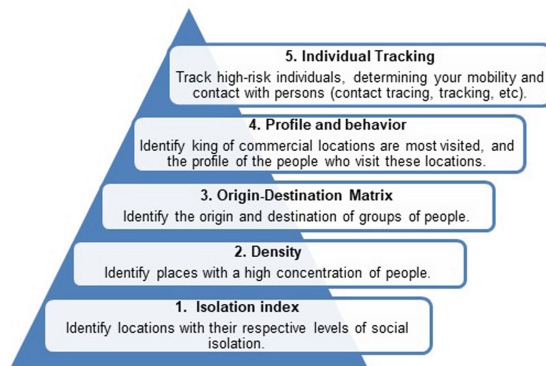 5. Individual Tracking
Track high-risk individuals, determining your mobility and
contact with persons (contact tracing, tracking, etc).
4. Profile and behavior
Identify king of commercial locations are most visited, and
the profile of the people who visit these locations.
3. Origin-Destination Matrix
Identify the origin and destination of groups of people.
2. Density
Identify places with a high concentration of people.
1. Isolation index
Identify locations with their respective levels of social
isolation.